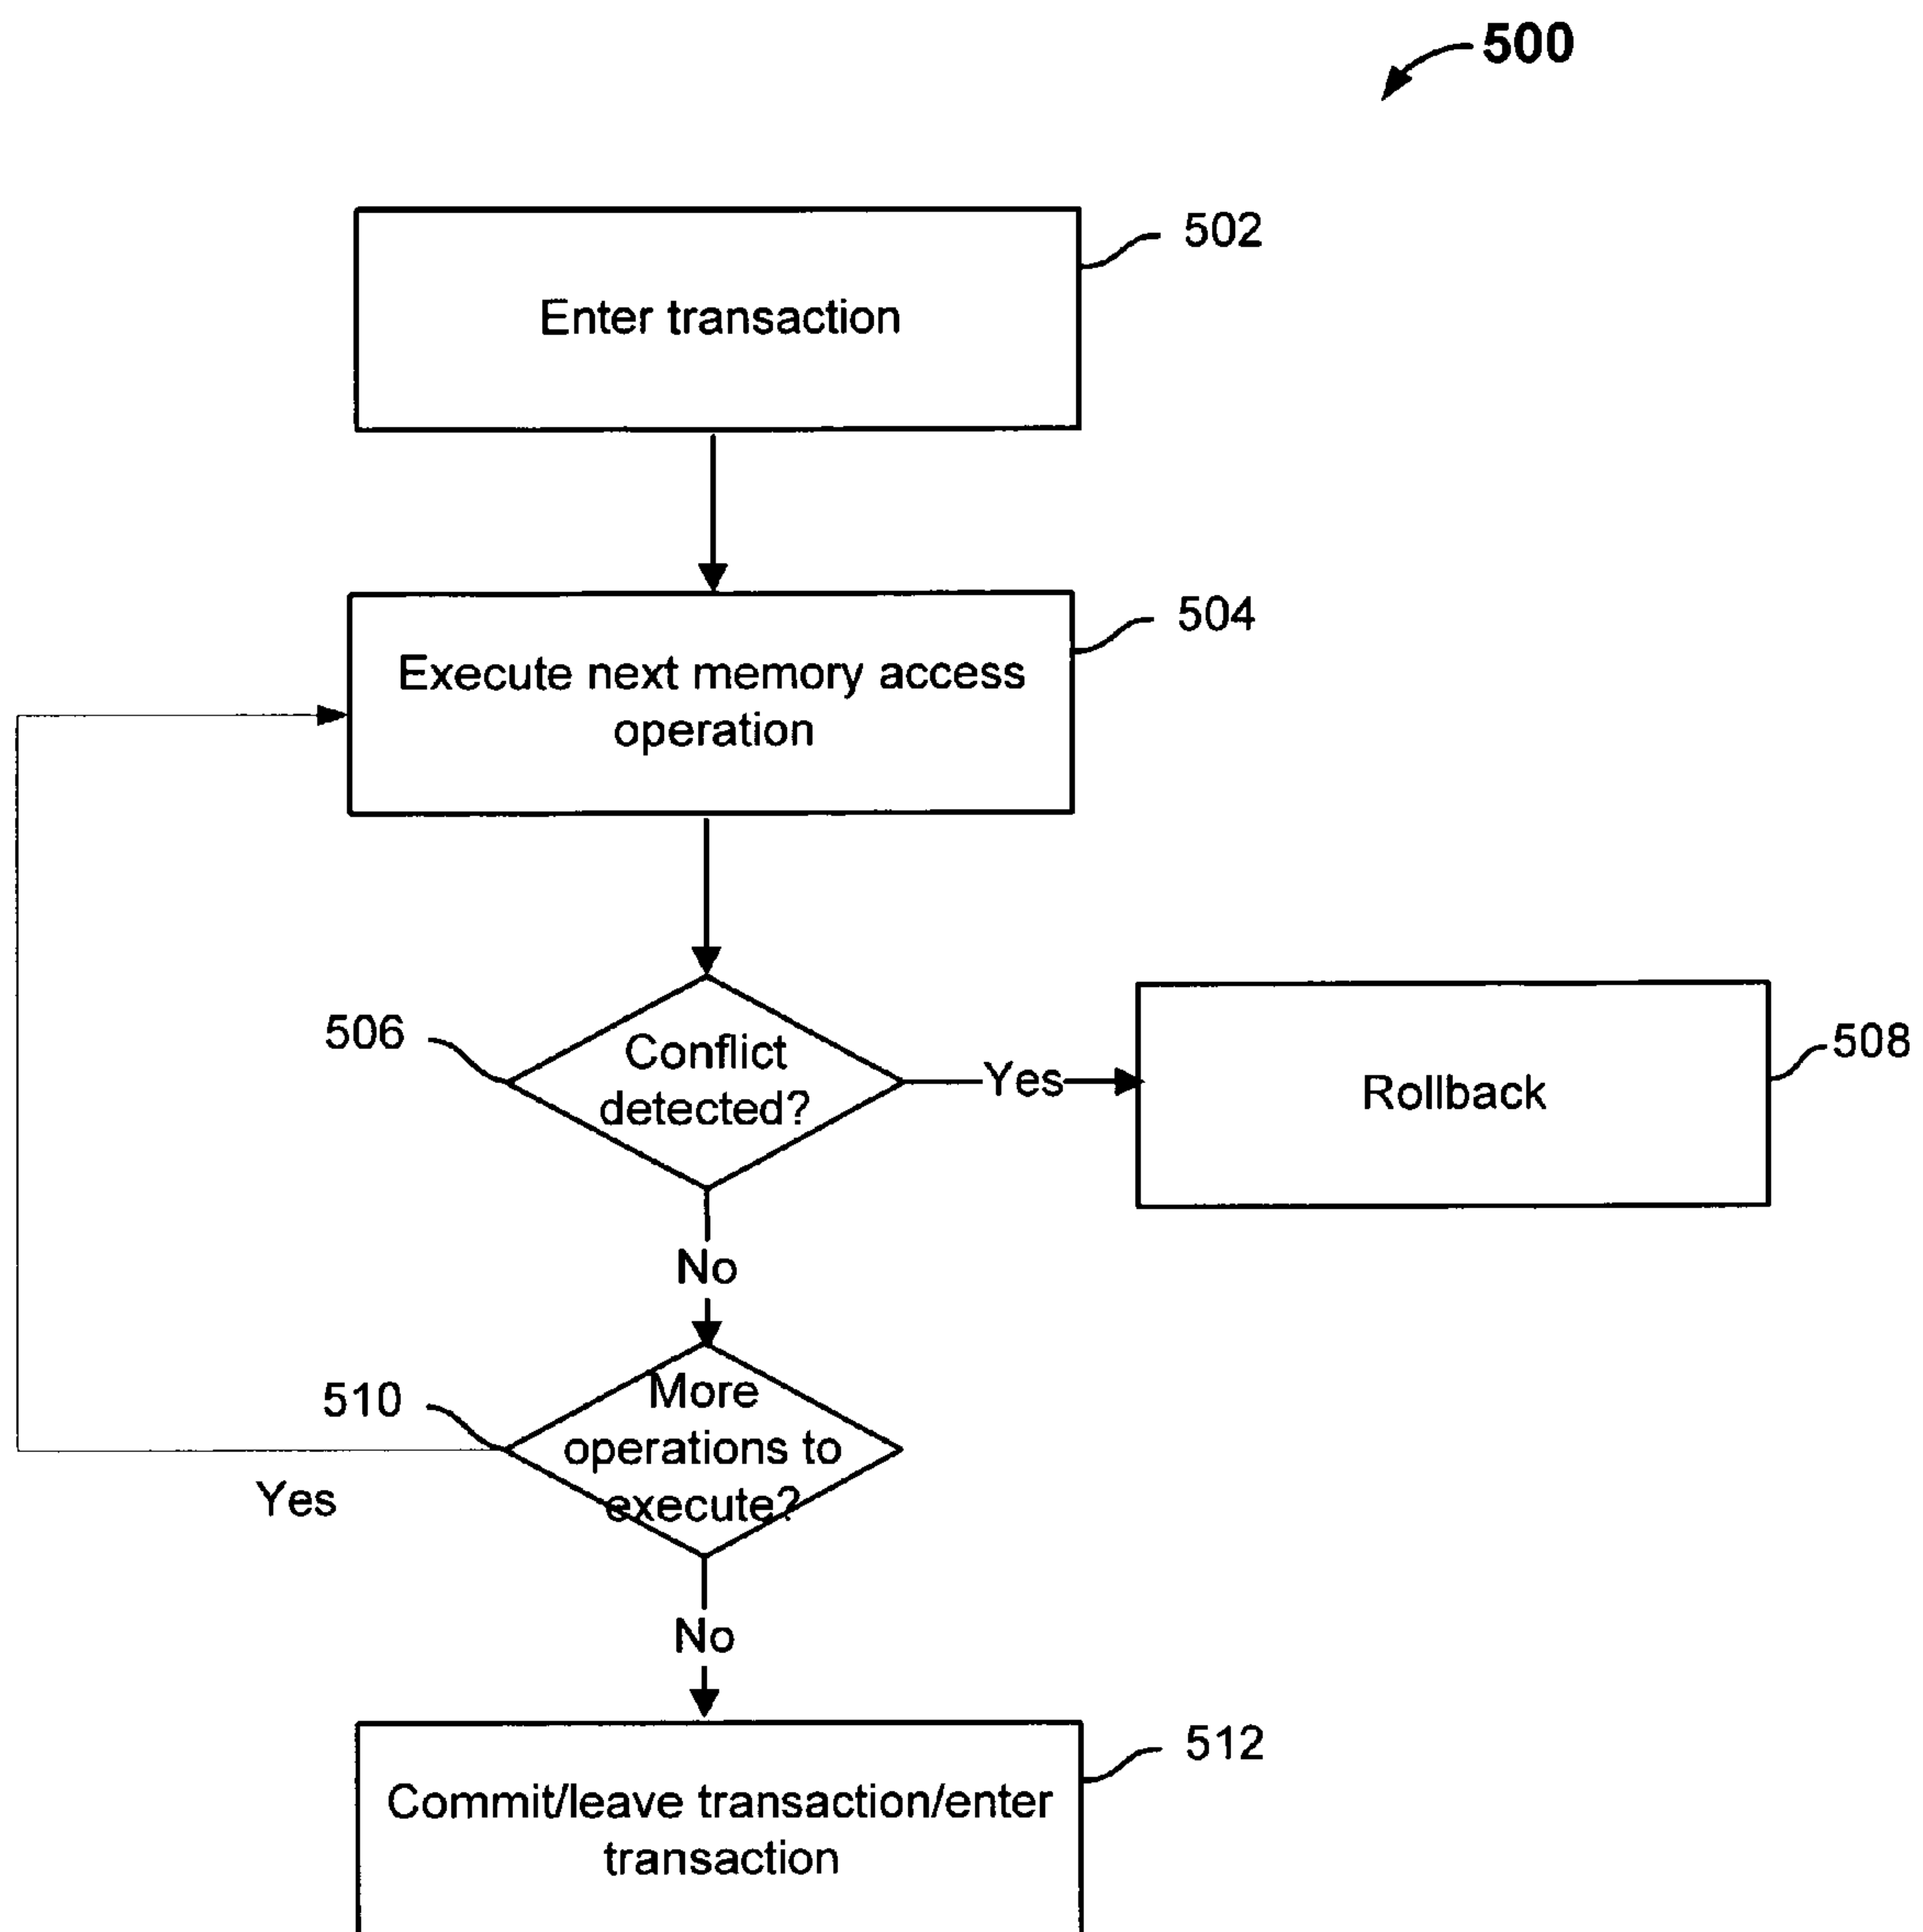 500
502
Enter transaction
504
Execute next memory access
operation
506
Conflict
detected?
Yes
Rollback
508
No
510
More
operations to
execute?
Yes
No
512
Commit/leave transaction/enter
transaction